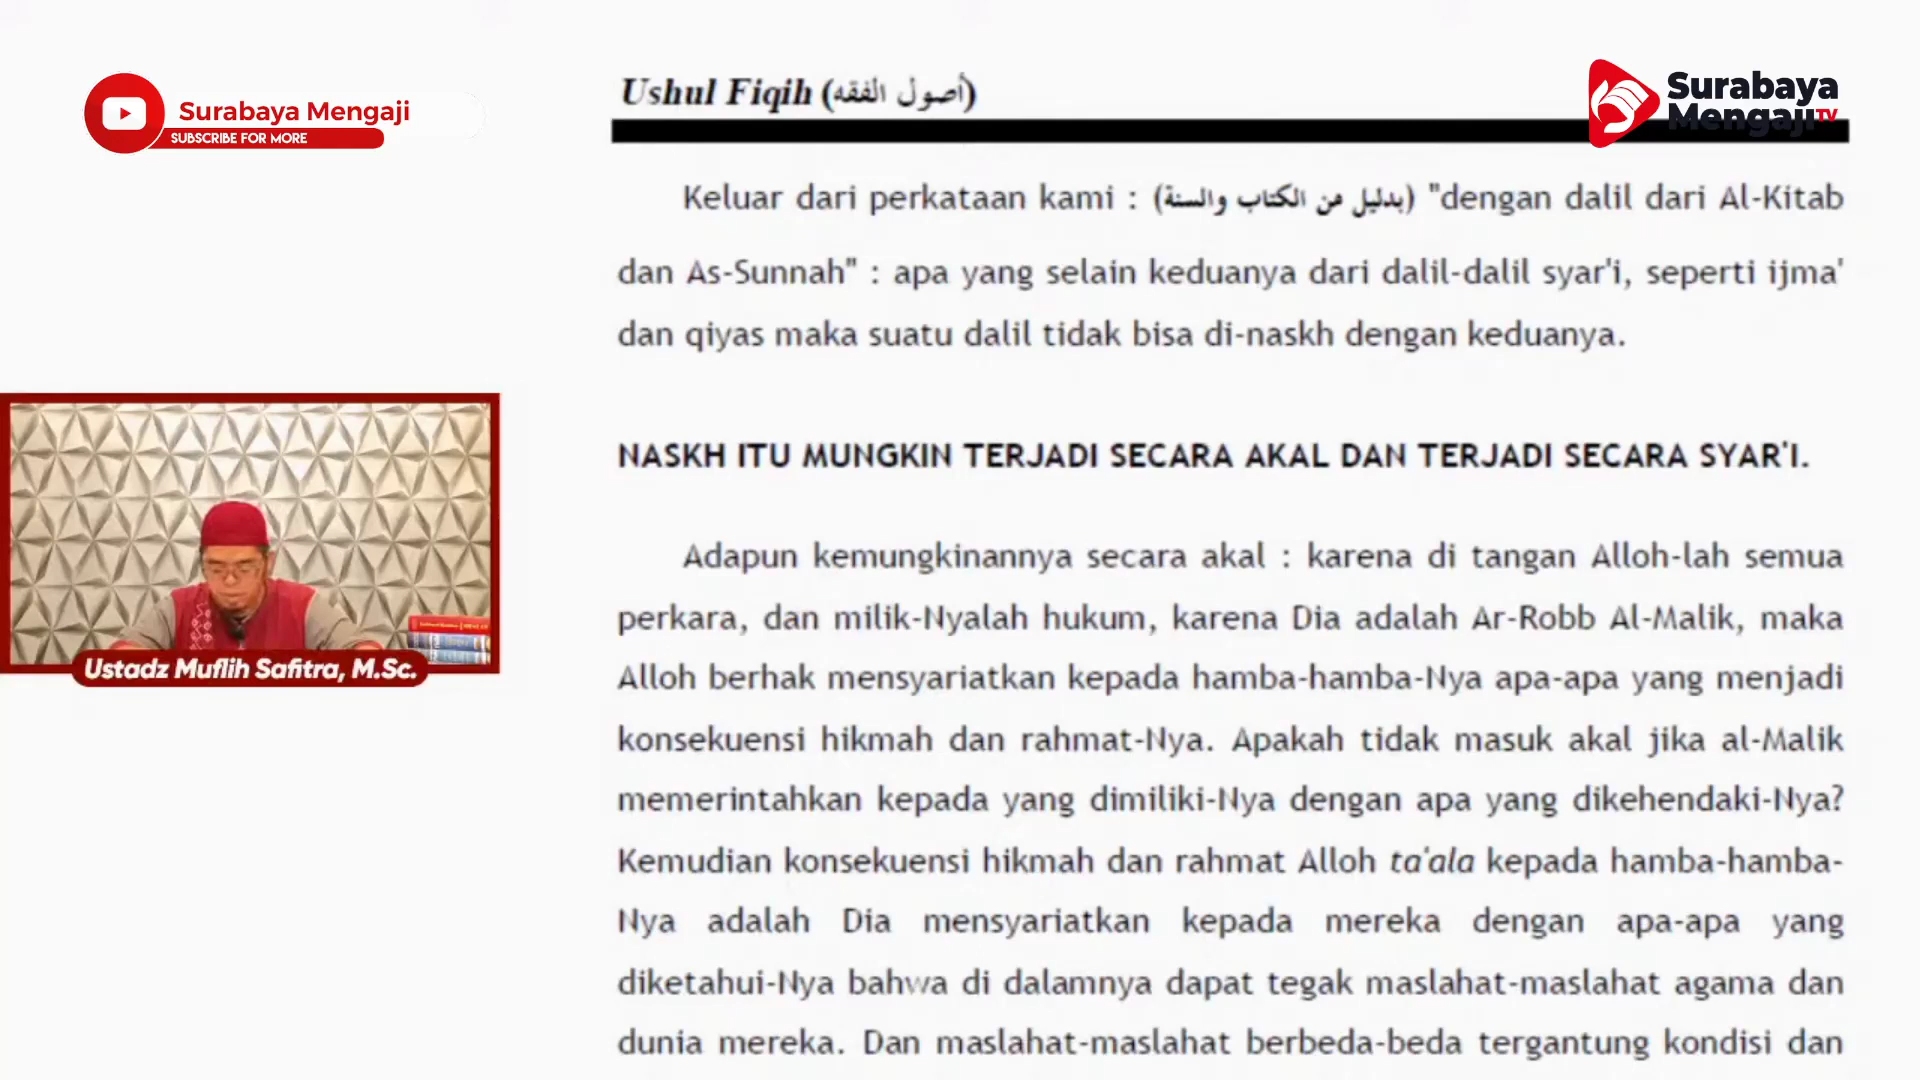 Surabaya Mengaji
SUBSCRIBE FOR MORE
Surabaya
Mengaji TV
Ushul Fiqih (أصول الفقه)
Keluar dari perkataan kami : (بدليل من الكتاب والسنة) "dengan dalil dari Al-Kitab
dan As-Sunnah" : apa yang selain keduanya dari dalil-dalil syar'i, seperti ijma'
dan qiyas maka suatu dalil tidak bisa di-naskh dengan keduanya.
NASKH ITU MUNGKIN TERJADI SECARA AKAL DAN TERJADI SECARA SYAR'I.
Adapun kemungkinannya secara akal : karena di tangan Alloh-lah semua
perkara, dan milik-Nyalah hukum, karena Dia adalah Ar-Robb Al-Malik, maka
Alloh berhak mensyariatkan kepada hamba-hamba-Nya apa-apa yang menjadi
konsekuensi hikmah dan rahmat-Nya. Apakah tidak masuk akal jika al-Malik
memerintahkan kepada yang dimiliki-Nya dengan apa yang dikehendaki-Nya?
Kemudian konsekuensi hikmah dan rahmat Alloh ta'ala kepada hamba-hamba-
Nya adalah Dia mensyariatkan kepada mereka dengan apa-apa yang
diketahui-Nya bahwa di dalamnya dapat tegak maslahat-maslahat agama dan
dunia mereka. Dan maslahat-maslahat berbeda-beda tergantung kondisi dan
Ustadz Muflih Safitra, M.Sc.